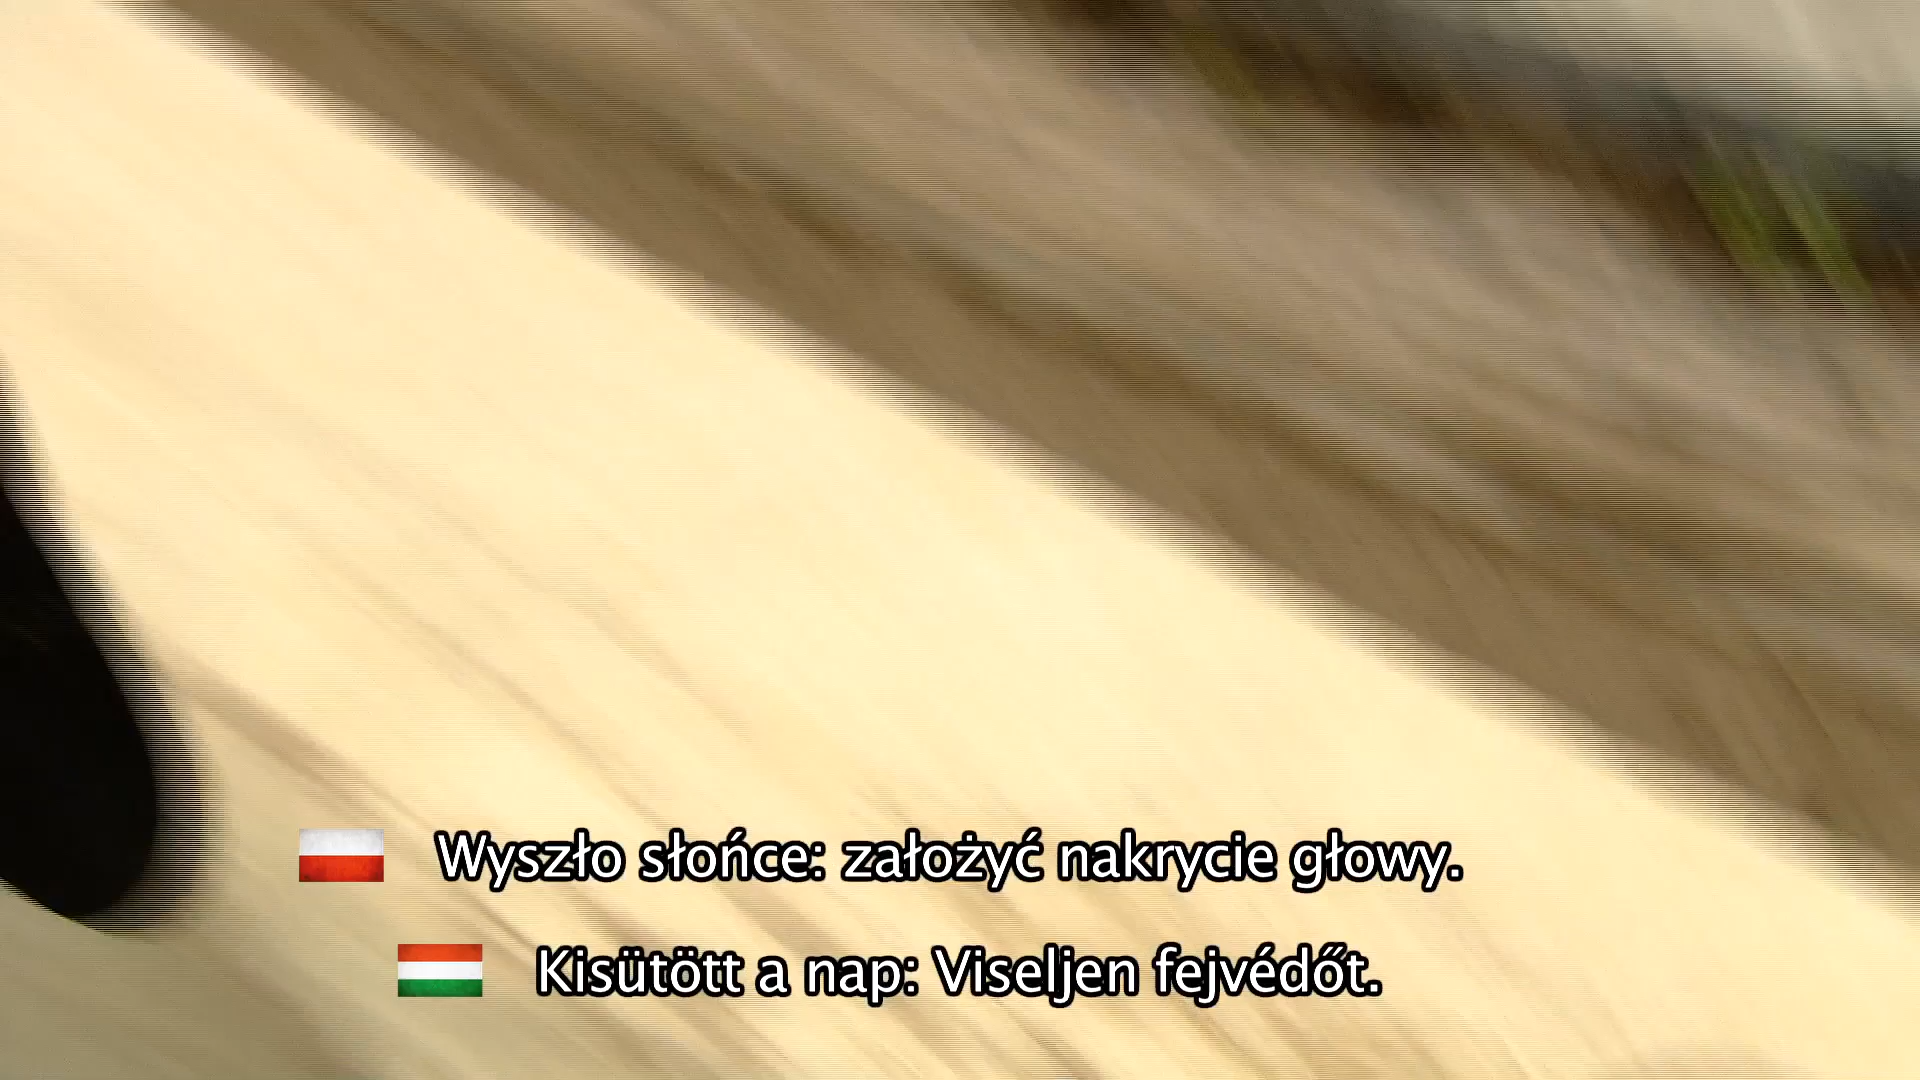 Wyszło słońce: założyć nakrycie głowy.
Kisütött a nap: Viseljen fejvédőt.